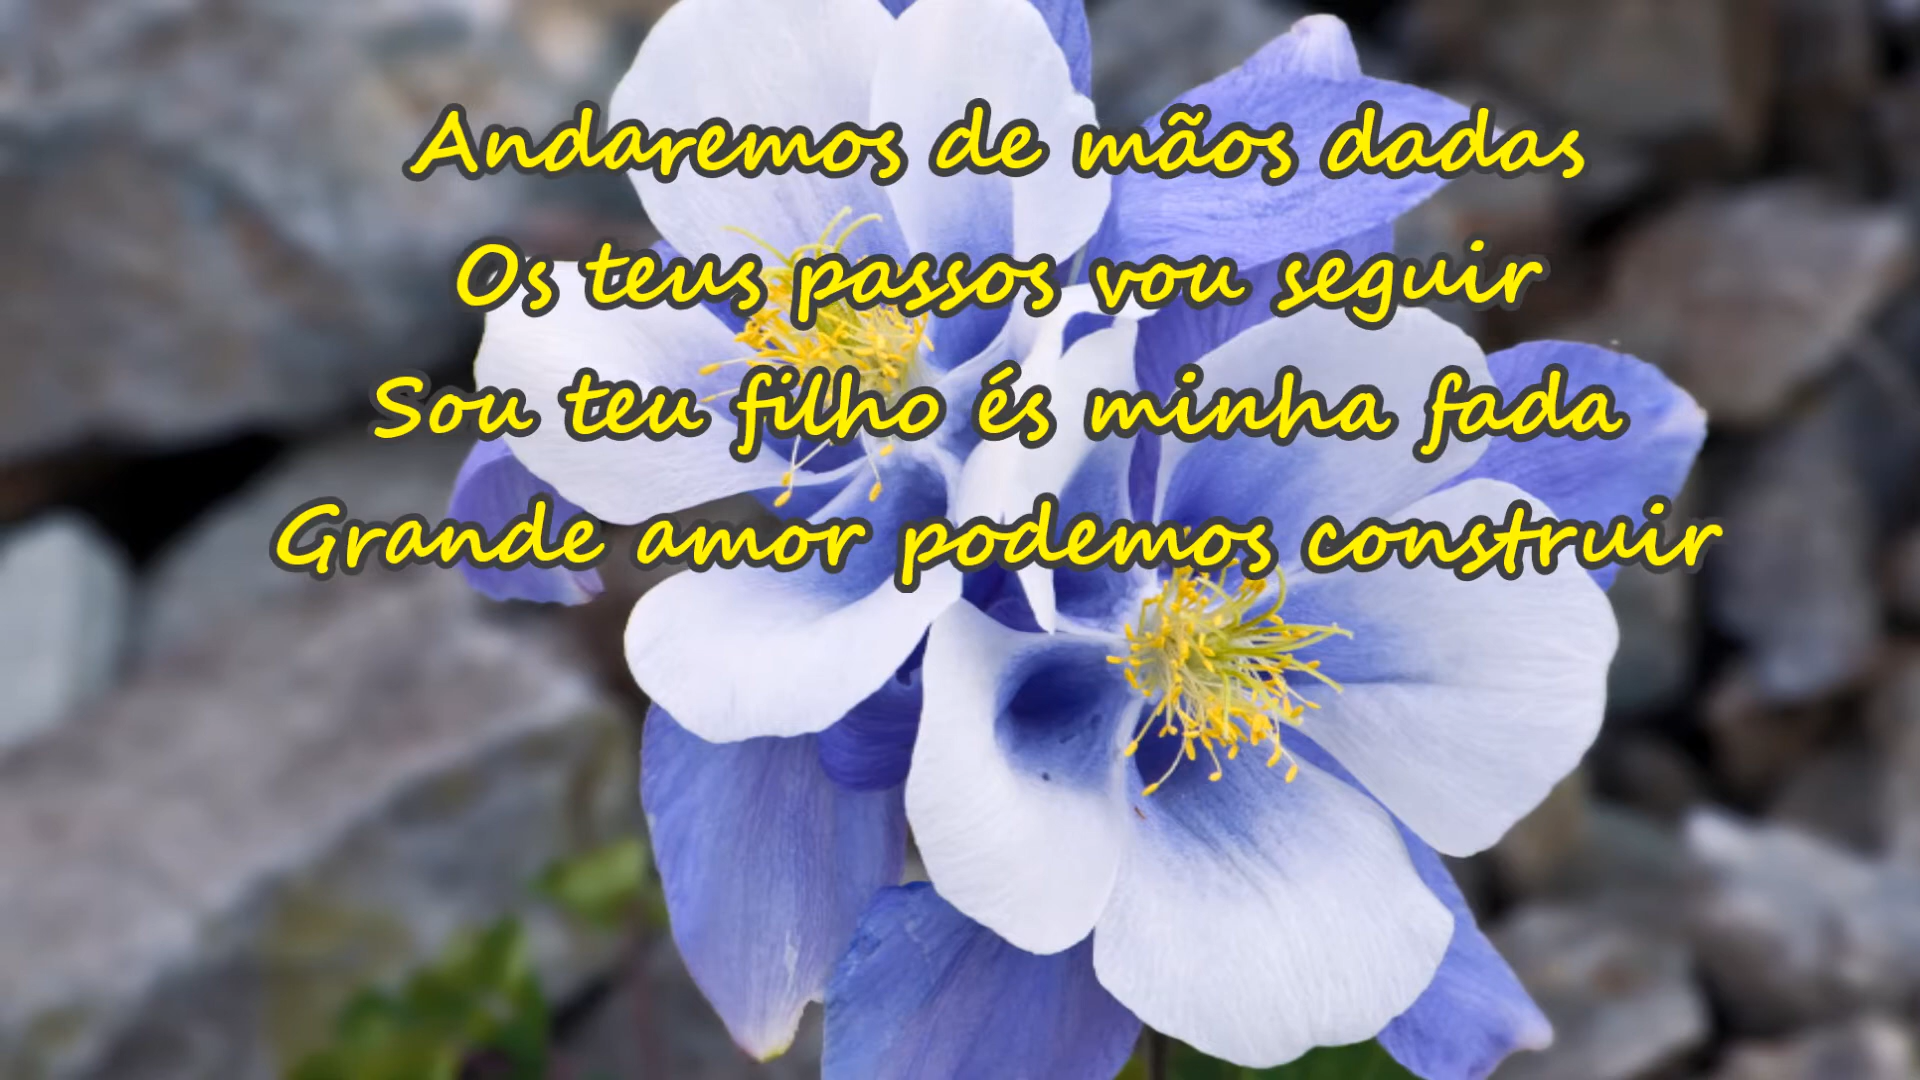 Andaremos de mãos dadas
Os teus passos vou seguir
Sou teu filho és minha fada
Grande amor podemos construir